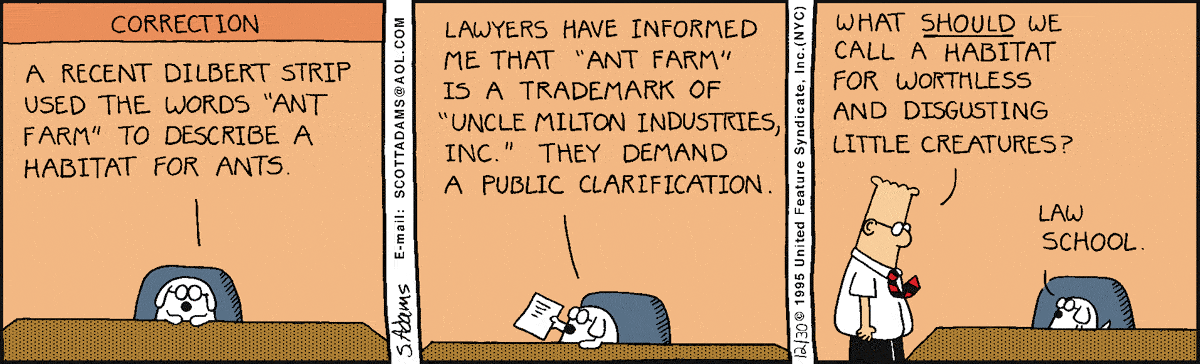 CORRECTION
A RECENT DILBERT STRIP
USED THE WORDS "ANT
FARM" TO DESCRIBE A
HABITAT FOR ANTS.
S.Adams
E-mail: SCOTTADAMS@AOL.COM
LAWYERS HAVE INFORMED
ME THAT "ANT FARM"
IS A TRADEMARK OF
"UNCLE MILTON INDUSTRIES,
INC." THEY DEMAND
A PUBLIC CLARIFICATION.
12/30 © 1995 United Feature Syndicate, Inc.(NYC)
WHAT SHOULD WE
CALL A HABITAT
FOR WORTHLESS
AND DISGUSTING
LITTLE CREATURES?
LAW
SCHOOL.